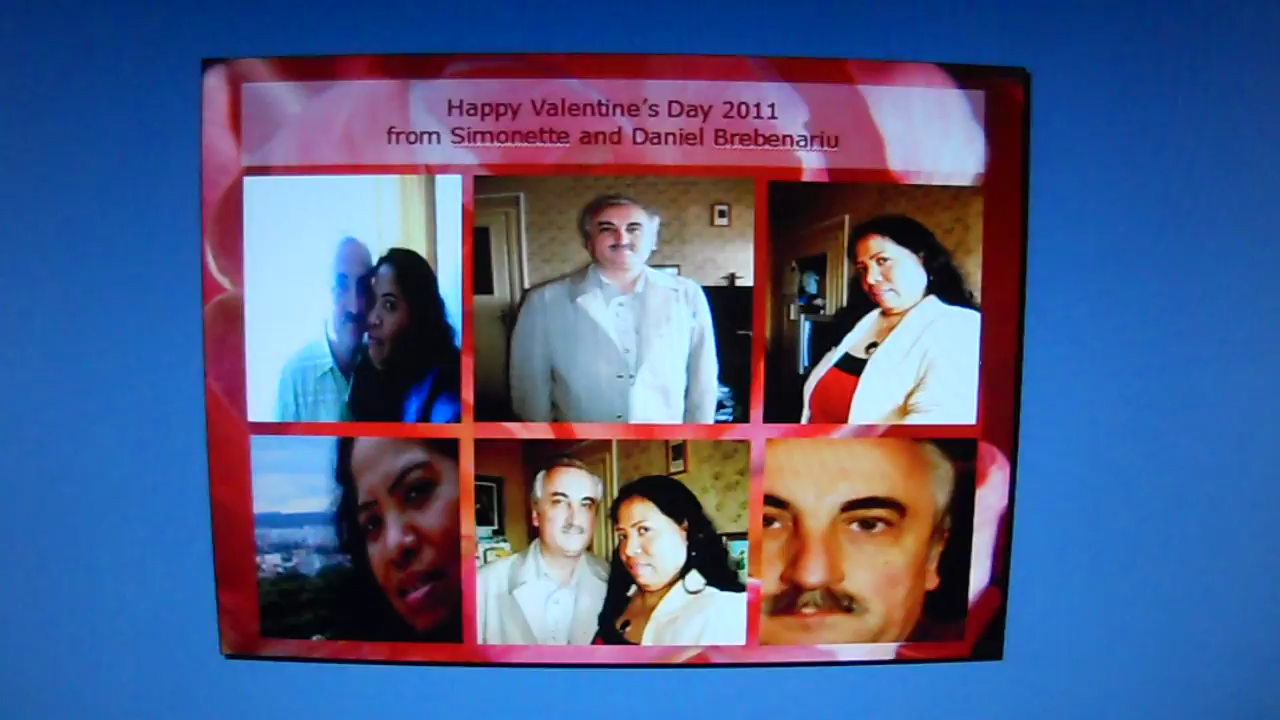 Happy Valentine's Day 2011
from Simonette and Daniel Brebenariu